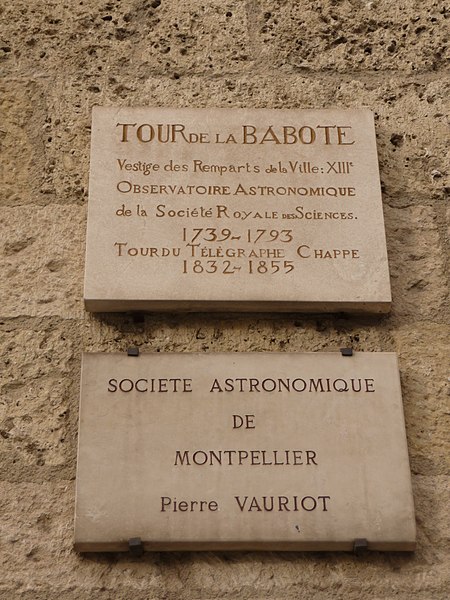 TOUR DE LA BABOTE
Vestige des Remparts de la Ville: XIIIe
OBSERVATOIRE ASTRONOMIQUE
de la Société ROYALE DES SCIENCES.
1739-1793
TOUR DU TÉLÈGRAPHE CHAPPE
1832-1855
SOCIETE ASTRONOMIQUE
DE
MONTPELLIER
Pierre VAURIOT